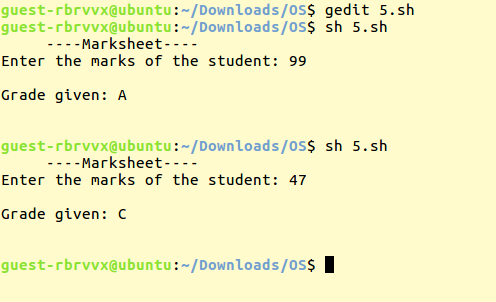 guest-rbrvvx@ubuntu:~/Downloads/OS$ gedit 5.sh
guest-rbrvvx@ubuntu:~/Downloads/OS$ sh 5.sh
----Marksheet----
Enter the marks of the student: 99
Grade given: A
guest-rbrvvx@ubuntu:~/Downloads/OS$ sh 5.sh
----Marksheet----
Enter the marks of the student: 47
Grade given: C
guest-rbrvvx@ubuntu:~/Downloads/OS$